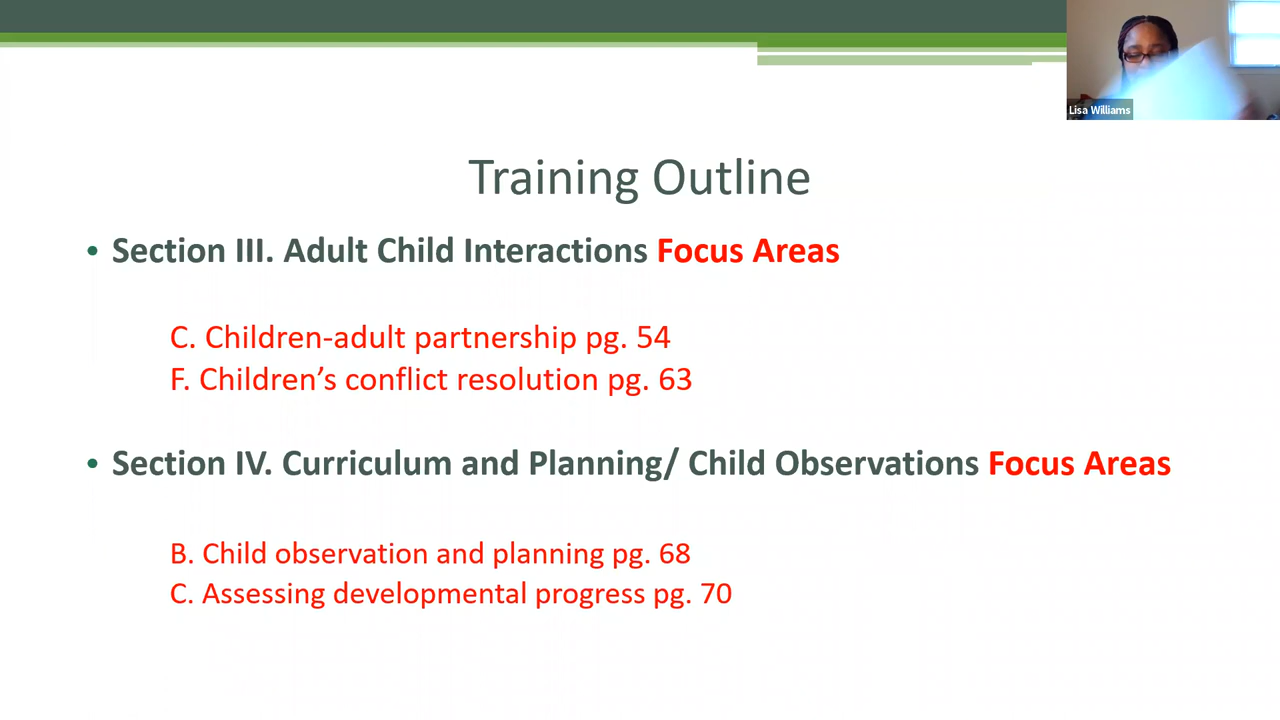 Lisa Williams
Training Outline
• Section III. Adult Child Interactions Focus Areas
C. Children-adult partnership pg. 54
F. Children’s conflict resolution pg. 63
• Section IV. Curriculum and Planning/ Child Observations Focus Areas
B. Child observation and planning pg. 68
C. Assessing developmental progress pg. 70